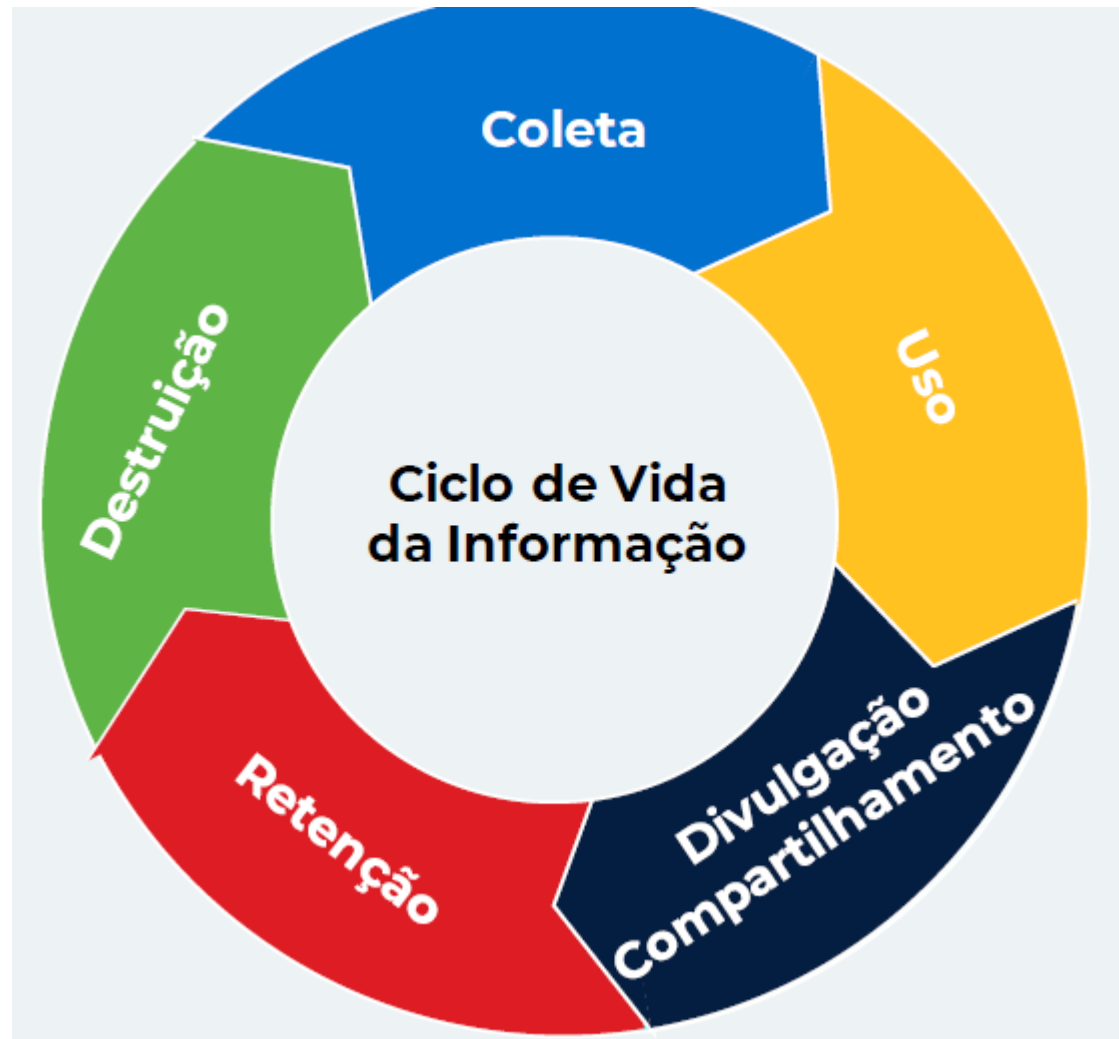 Coleta
Uso
Divulgação
Compartilhamento
Retenção
Destruição
Ciclo de Vida
da Informação